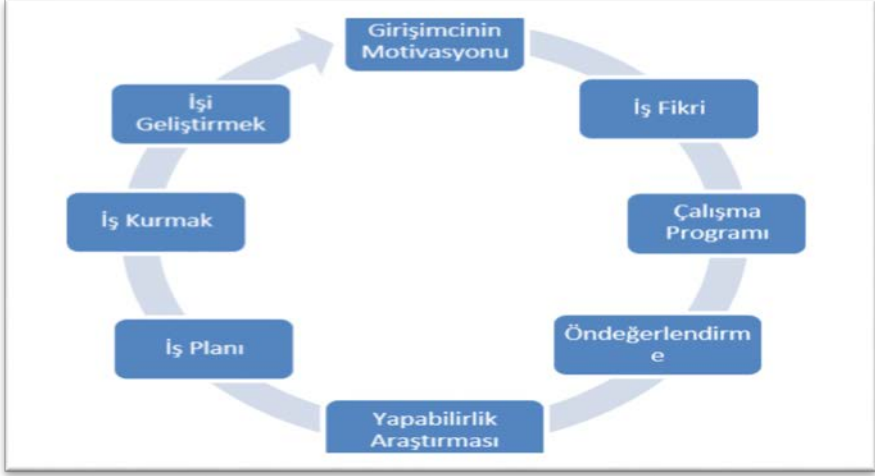 Girişimcinin
Motivasyonu
İş Fikri
Çalışma
Programı
Öndeğerlendirm
e
Yapabilirlik
Araştırması
İş Planı
İş Kurmak
İşi
Geliştirmek